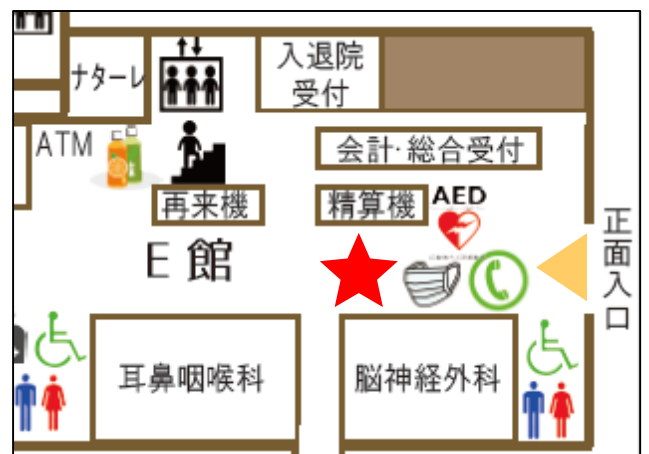 ナターレ
入退院
受付
ATM
会計・総合受付
再来機
精算機
AED
正面入口
E 館
耳鼻咽喉科
脳神経外科